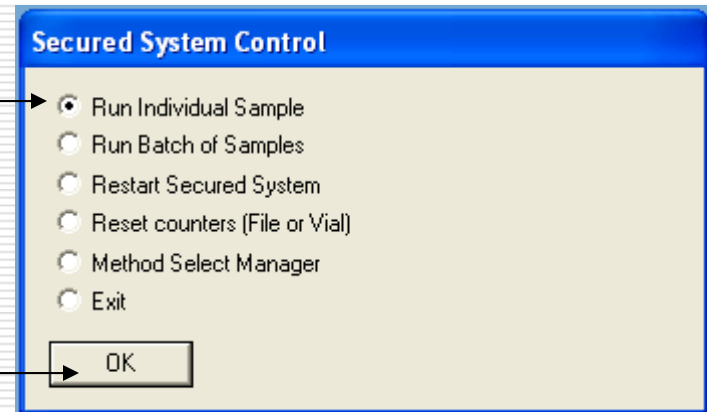 Secured System Control
Run Individual Sample
Run Batch of Samples
Restart Secured System
Reset counters (File or Vial)
Method Select Manager
Exit
OK